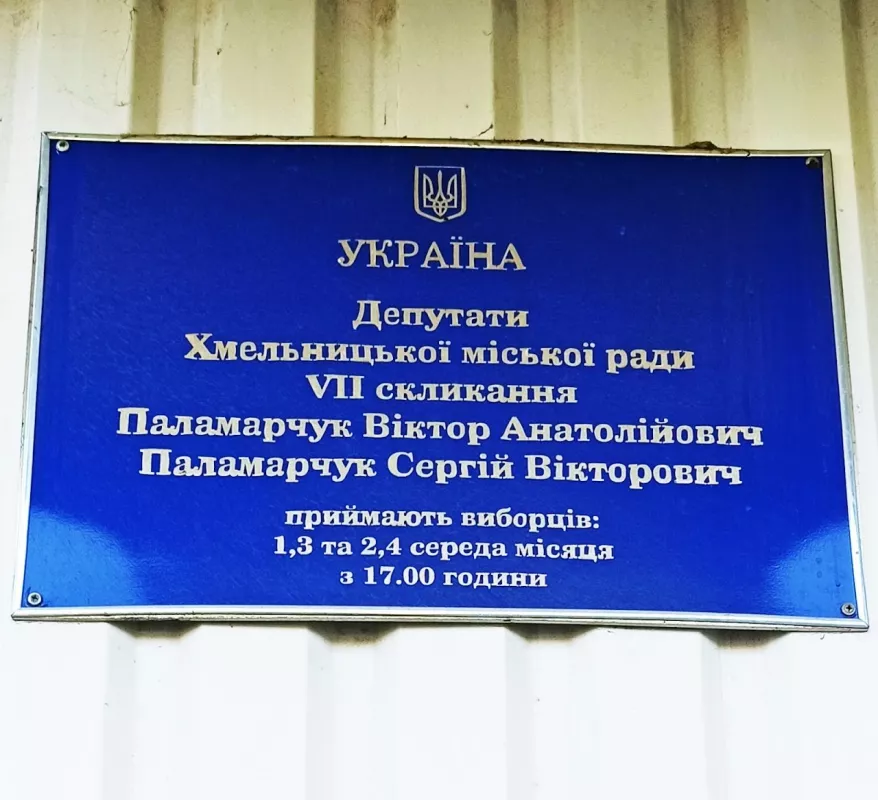 УКРАЇНА
Депутати
Хмельницької міської ради
VII скликання
Паламарчук Віктор Анатолійович
Паламарчук Сергій Вікторович
приймають виборців:
1,3 та 2,4 середа місяця
з 17.00 години